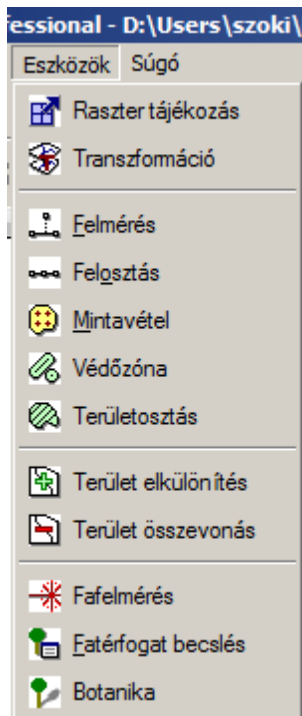 fessional - D:\Users\szoki\
Eszközök Súgó
Raszter tájékozás
Transzformáció
Felmérés
Felosztás
Mintavétel
Védőzóna
Területosztás
Terület elkülönítés
Terület összevonás
Fafelmérés
Fatérfogat becslés
Botanika